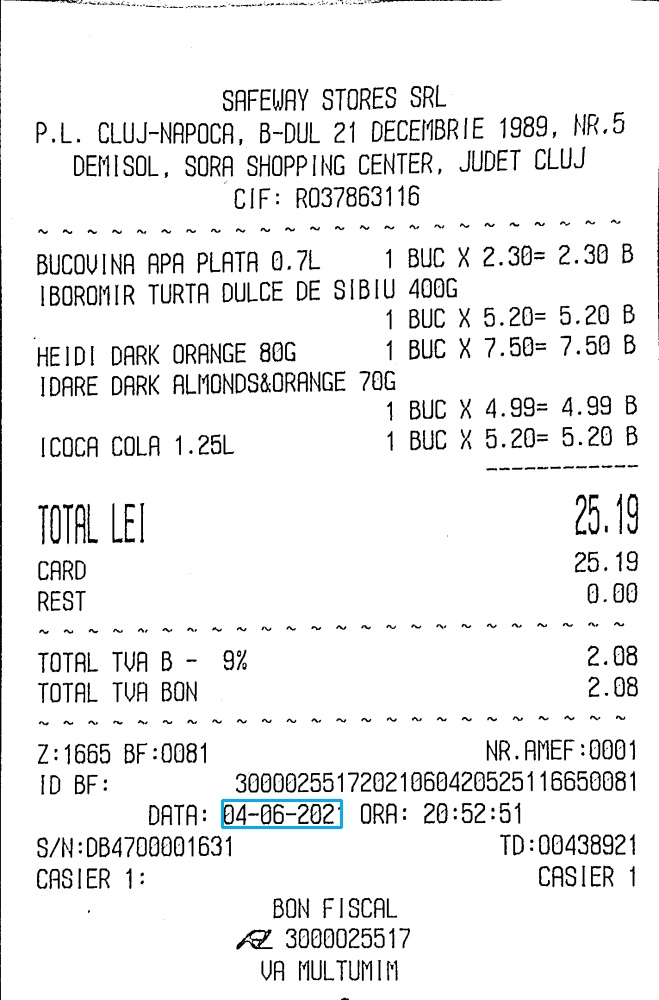 SAFEWAY STORES SRL
P.L. CLUJ-NAPOCA, B-DUL 21 DECEMBRIE 1989, NR.5
DEMISOL, SORA SHOPPING CENTER, JUDET CLUJ
CIF: RO37863116
~ ~ ~ ~ ~ ~ ~ ~ ~ ~ ~ ~ ~ ~ ~ ~ ~ ~ ~ ~ ~ ~ ~ ~
BUCOVINA APA PLATA 0.7L 1 BUC X 2.30= 2.30 B
IBOROMIR TURTA DULCE DE SIBIU 400G
1 BUC X 5.20= 5.20 B
HEIDI DARK ORANGE 80G 1 BUC X 7.50= 7.50 B
IDARE DARK ALMONDS&ORANGE 70G
1 BUC X 4.99= 4.99 B
ICOCA COLA 1.25L 1 BUC X 5.20= 5.20 B
------------
TOTAL LEI 25.19
CARD 25.19
REST 0.00
~ ~ ~ ~ ~ ~ ~ ~ ~ ~ ~ ~ ~ ~ ~ ~ ~ ~ ~ ~ ~ ~ ~ ~
TOTAL TVA B - 9% 2.08
TOTAL TVA BON 2.08
~ ~ ~ ~ ~ ~ ~ ~ ~ ~ ~ ~ ~ ~ ~ ~ ~ ~ ~ ~ ~ ~ ~ ~
Z:1665 BF:0081 NR.AMEF:0001
ID BF: 30000255172021060420525116650081
DATA: 04-06-2021 ORA: 20:52:51
S/N:DB4700001631 TD:00438921
CASIER 1: CASIER 1
BON FISCAL
3000025517
VA MULTUMIM